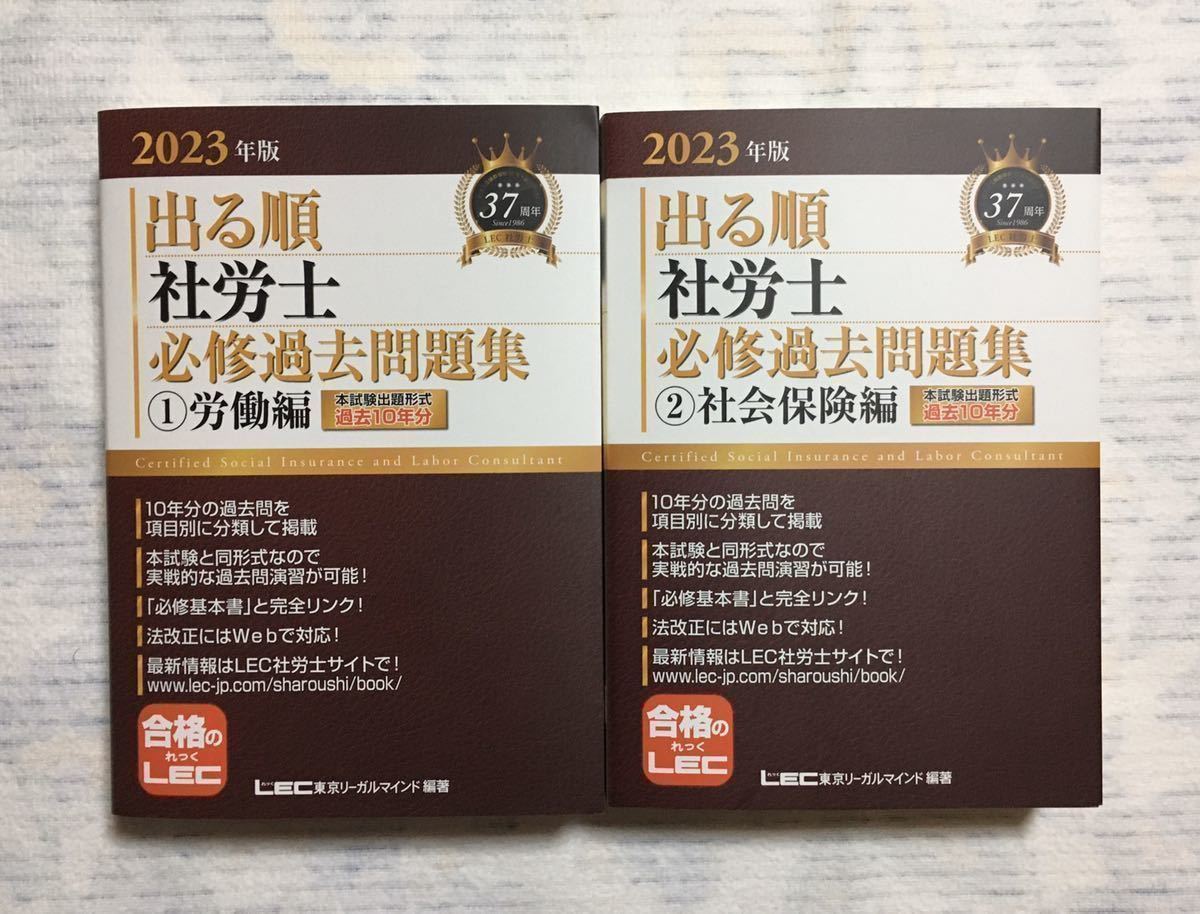 2023年版
37周年
Since1986
LEC 社労士
出る順
社労士
必修過去問題集
①労働編
本試験出題形式
過去10年分
Certified Social Insurance and Labor Consultant
10年分の過去問を
項目別に分類して掲載
本試験と同形式なので
実戦的な過去問演習が可能！
「必修基本書」と完全リンク！
法改正にはWebで対応！
最新情報はLEC社労士サイトで！
www.lec-jp.com/sharoushi/book/
合格の
れっく
LEC
れっく
LEC東京リーガルマインド 編著
2023年版
37周年
Since1986
LEC 社労士
出る順
社労士
必修過去問題集
②社会保険編
本試験出題形式
過去10年分
Certified Social Insurance and Labor Consultant
10年分の過去問を
項目別に分類して掲載
本試験と同形式なので
実戦的な過去問演習が可能！
「必修基本書」と完全リンク！
法改正にはWebで対応！
最新情報はLEC社労士サイトで！
www.lec-jp.com/sharoushi/book/
合格の
れっく
LEC
れっく
LEC東京リーガルマインド 編著